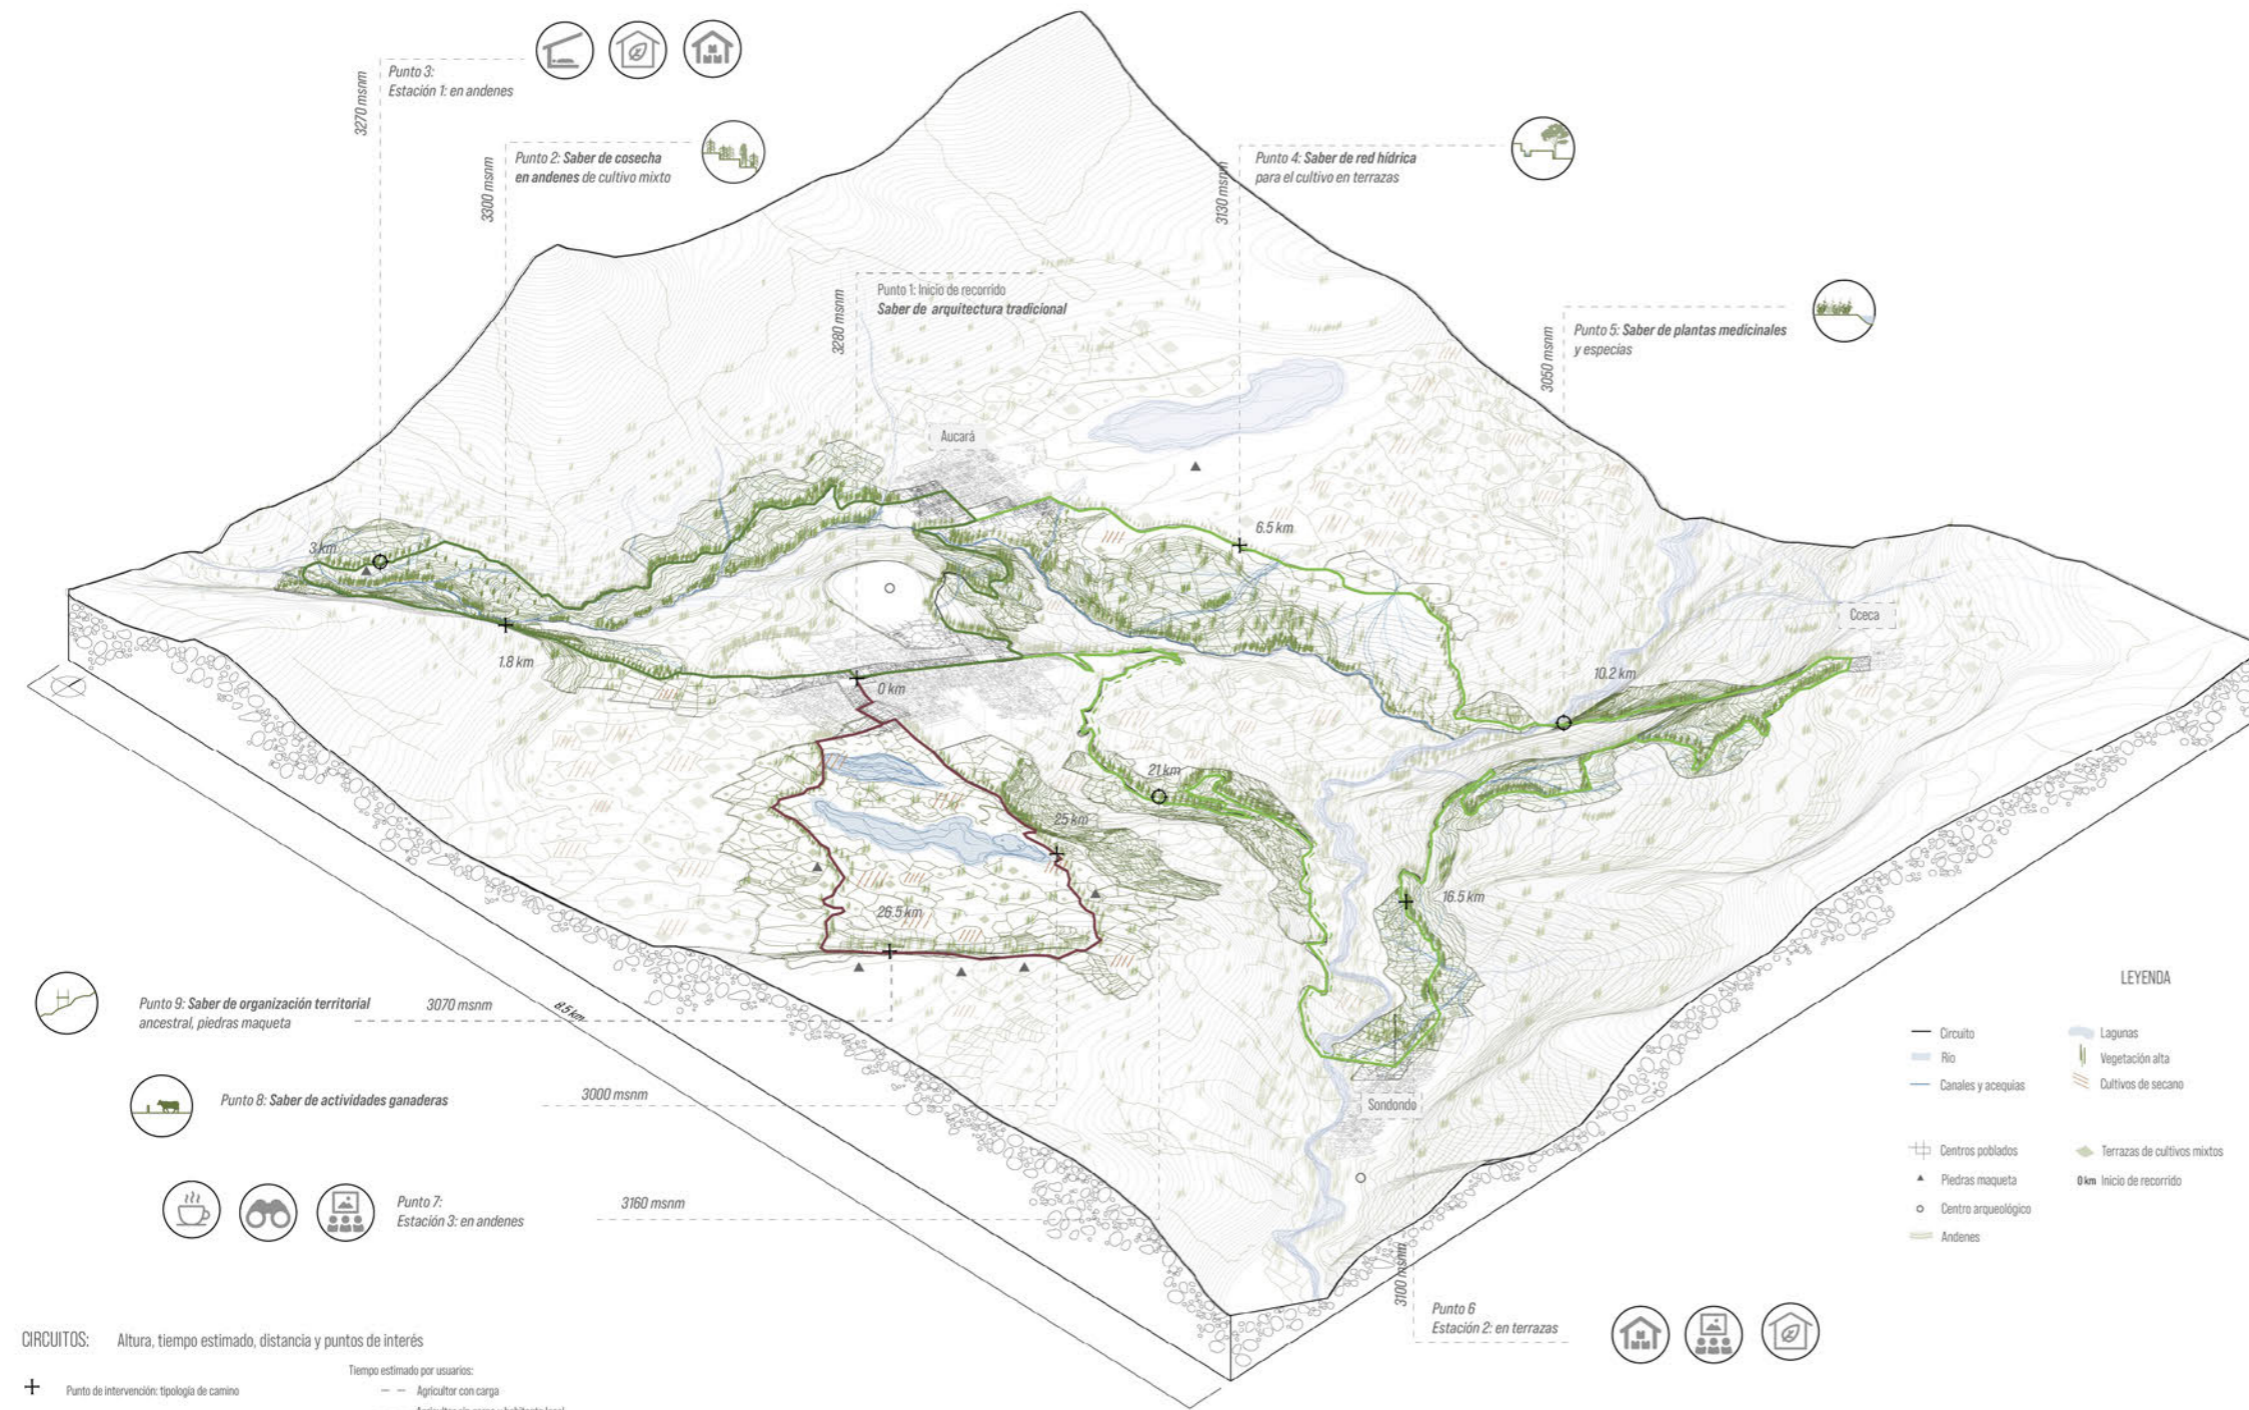 3270 msnm
Punto 3:
Estación 1: en andenes
3300 msnm
Punto 2: Saber de cosecha
en andenes de cultivo mixto
3280 msnm
Punto 1: Inicio de recorrido
Saber de arquitectura tradicional
3130 msnm
Punto 4: Saber de red hídrica
para el cultivo en terrazas
3050 msnm
Punto 5: Saber de plantas medicinales
y especias
Aucará
3 km
6.5 km
1.8 km
0 km
Cceca
10.2 km
21 km
25 km
16.5 km
26.5 km
Sondondo
8.5 km
Punto 9: Saber de organización territorial
ancestral, piedras maqueta
3070 msnm
Punto 8: Saber de actividades ganaderas
3000 msnm
Punto 7:
Estación 3: en andenes
3160 msnm
3100 msnm
Punto 6
Estación 2: en terrazas
LEYENDA
Circuito
Río
Canales y acequias
Lagunas
Vegetación alta
Cultivos de secano
Centros poblados
Piedras maqueta
Centro arqueológico
Andenes
Terrazas de cultivos mixtos
0 km Inicio de recorrido
CIRCUITOS: Altura, tiempo estimado, distancia y puntos de interés
Punto de intervención: tipología de camino
Tiempo estimado por usuarios:
Agricultor con carga